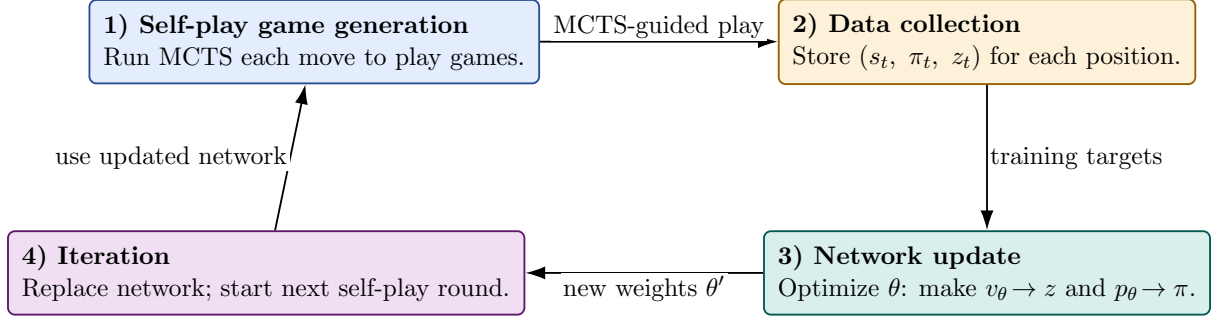 1) Self-play game generation
Run MCTS each move to play games.
MCTS-guided play
2) Data collection
Store (s_t, π_t, z_t) for each position.
use updated network
training targets
4) Iteration
Replace network; start next self-play round.
new weights θ′
3) Network update
Optimize θ: make v_θ → z and p_θ → π.